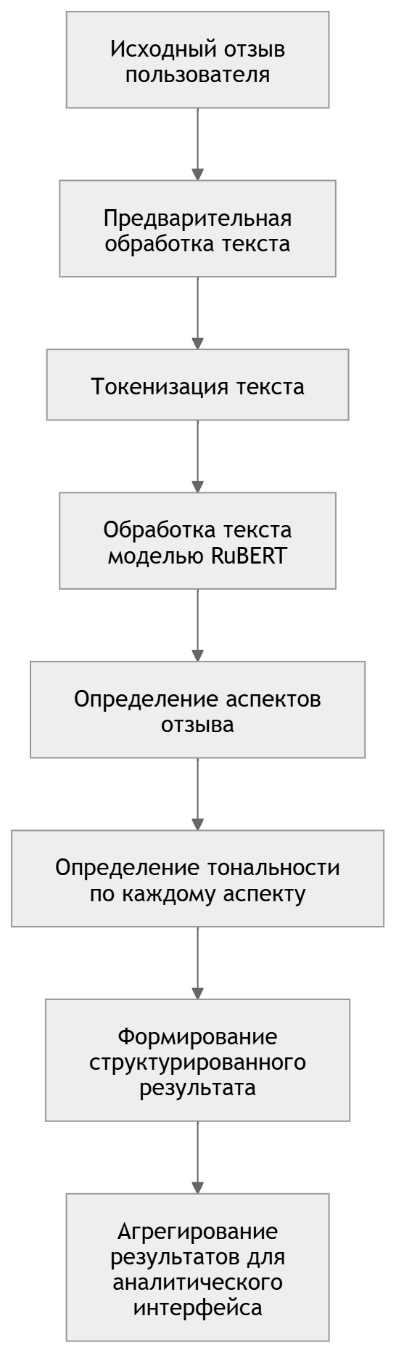 Исходный отзыв
пользователя
Предварительная
обработка текста
Токенизация текста
Обработка текста
моделью RuBERT
Определение аспектов
отзыва
Определение тональности
по каждому аспекту
Формирование
структурированного
результата
Агрегирование
результатов для
аналитического
интерфейса